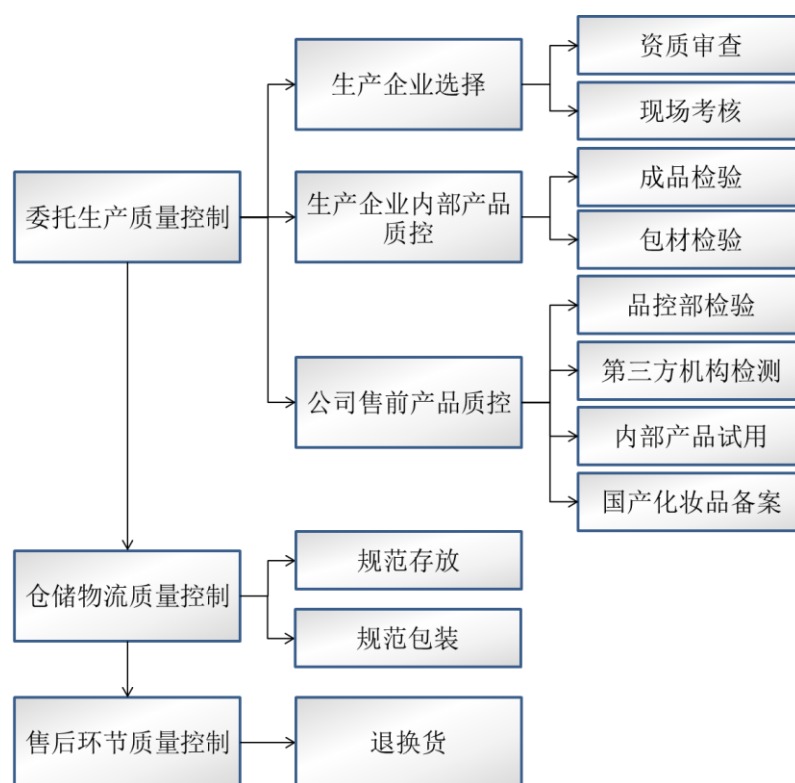 资质审查
生产企业选择
现场考核
成品检验
委托生产质量控制
生产企业内部产品
质控
包材检验
品控部检验
第三方机构检测
公司售前产品质控
内部产品试用
国产化妆品备案
规范存放
仓储物流质量控制
规范包装
售后环节质量控制
退换货